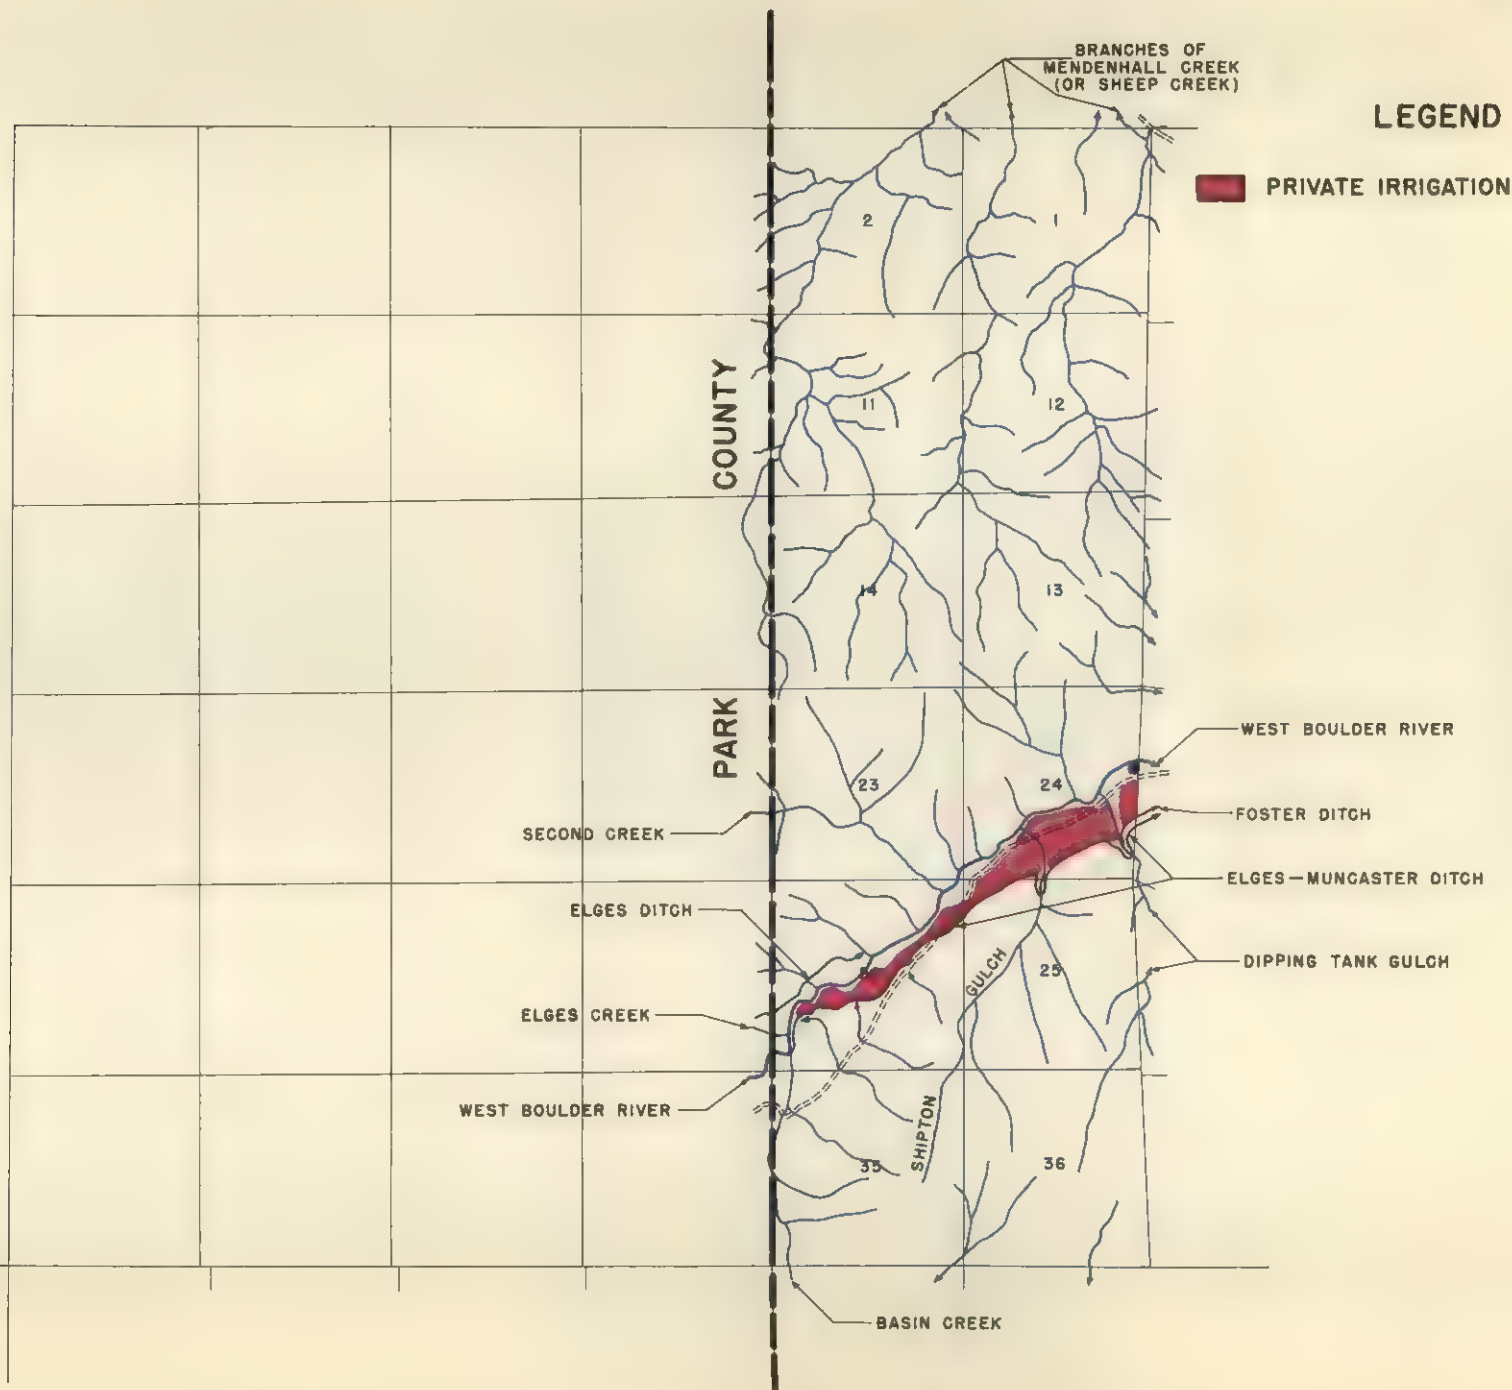 BRANCHES OF
MENDENHALL CREEK
(OR SHEEP CREEK)
LEGEND
PRIVATE IRRIGATION
2
1
COUNTY
11
12
14
13
PARK
WEST BOULDER RIVER
23
24
SECOND CREEK
FOSTER DITCH
ELGES-MUNCASTER DITCH
ELGES DITCH
GULCH
25
DIPPING TANK GULCH
ELGES CREEK
WEST BOULDER RIVER
SHIPTON
35
36
BASIN CREEK